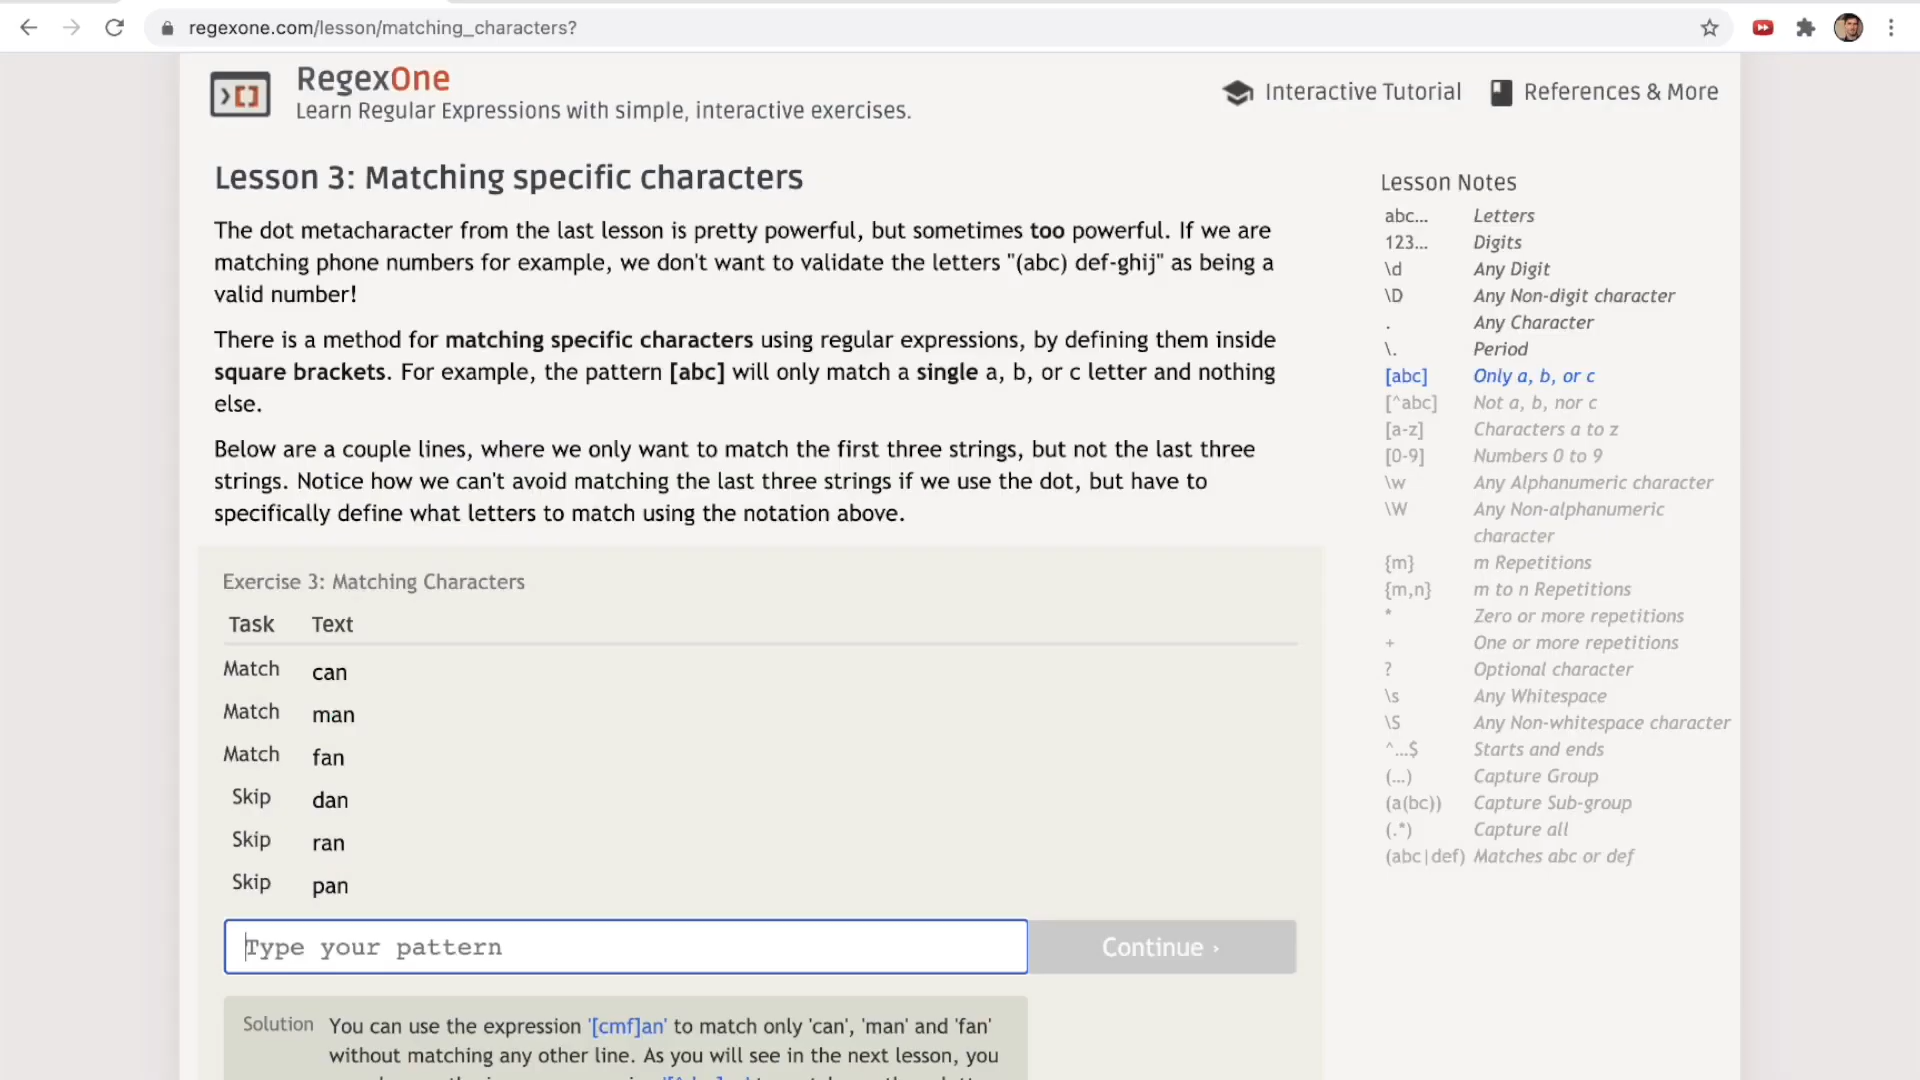 regexone.com/lesson/matching_characters?
RegexOne
Learn Regular Expressions with simple, interactive exercises.
Interactive Tutorial
References & More
Lesson 3: Matching specific characters
The dot metacharacter from the last lesson is pretty powerful, but sometimes too powerful. If we are
matching phone numbers for example, we don't want to validate the letters "(abc) def-ghij" as being a
valid number!
There is a method for matching specific characters using regular expressions, by defining them inside
square brackets. For example, the pattern [abc] will only match a single a, b, or c letter and nothing
else.
Below are a couple lines, where we only want to match the first three strings, but not the last three
strings. Notice how we can't avoid matching the last three strings if we use the dot, but have to
specifically define what letters to match using the notation above.
Exercise 3: Matching Characters
Task Text
Match can
Match man
Match fan
Skip dan
Skip ran
Skip pan
Type your pattern
Continue ›
Solution You can use the expression '[cmf]an' to match only 'can', 'man' and 'fan'
without matching any other line. As you will see in the next lesson, you
Lesson Notes
abc… Letters
123… Digits
\d Any Digit
\D Any Non-digit character
. Any Character
\. Period
[abc] Only a, b, or c
[^abc] Not a, b, nor c
[a-z] Characters a to z
[0-9] Numbers 0 to 9
\w Any Alphanumeric character
\W Any Non-alphanumeric
character
{m} m Repetitions
{m,n} m to n Repetitions
* Zero or more repetitions
+ One or more repetitions
? Optional character
\s Any Whitespace
\S Any Non-whitespace character
^…$ Starts and ends
(…) Capture Group
(a(bc)) Capture Sub-group
(.*) Capture all
(abc|def) Matches abc or def